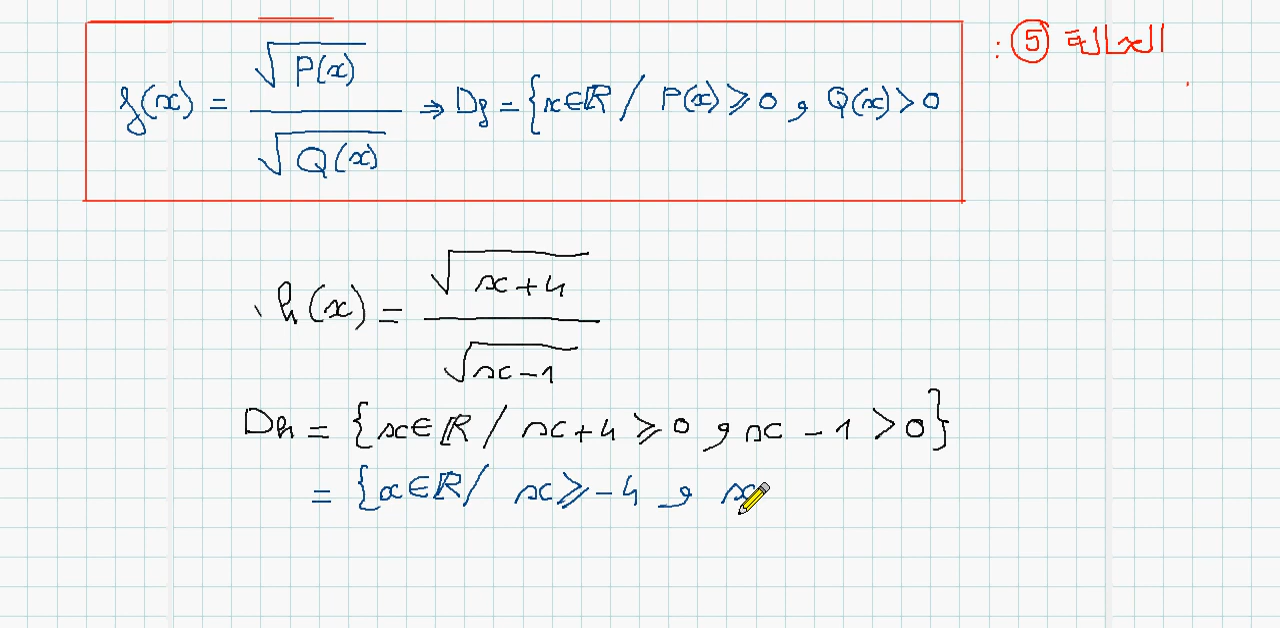 الحالة ⑤ :
f(x) = √P(x) / √Q(x) → Df = {x∈ℝ / P(x) ⩾ 0 و Q(x) > 0
h(x) = √x+4 / √x-1
Dh = {x∈ℝ / x+4 ⩾ 0 و x-1 > 0}
= {x∈ℝ / x ⩾ -4 و x